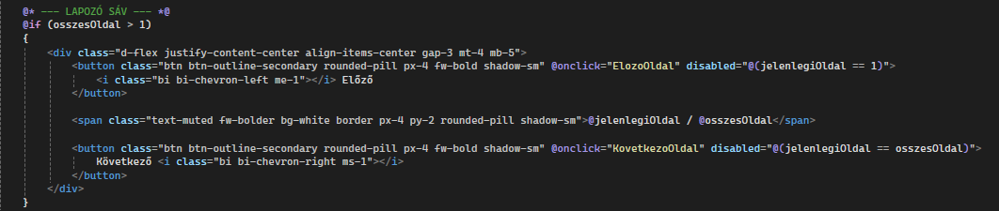 @* --- LAPOZÓ SÁV --- *@
@if (osszesOldal > 1)
{
<div class="d-flex justify-content-center align-items-center gap-3 mt-4 mb-5">
<button class="btn btn-outline-secondary rounded-pill px-4 fw-bold shadow-sm" @onclick="ElozoOldal" disabled="@(jelenlegiOldal == 1)">
<i class="bi bi-chevron-left me-1"></i> Előző
</button>
<span class="text-muted fw-bolder bg-white border px-4 py-2 rounded-pill shadow-sm">@jelenlegiOldal / @osszesOldal</span>
<button class="btn btn-outline-secondary rounded-pill px-4 fw-bold shadow-sm" @onclick="KovetkezoOldal" disabled="@(jelenlegiOldal == osszesOldal)">
Következő <i class="bi bi-chevron-right ms-1"></i>
</button>
</div>
}